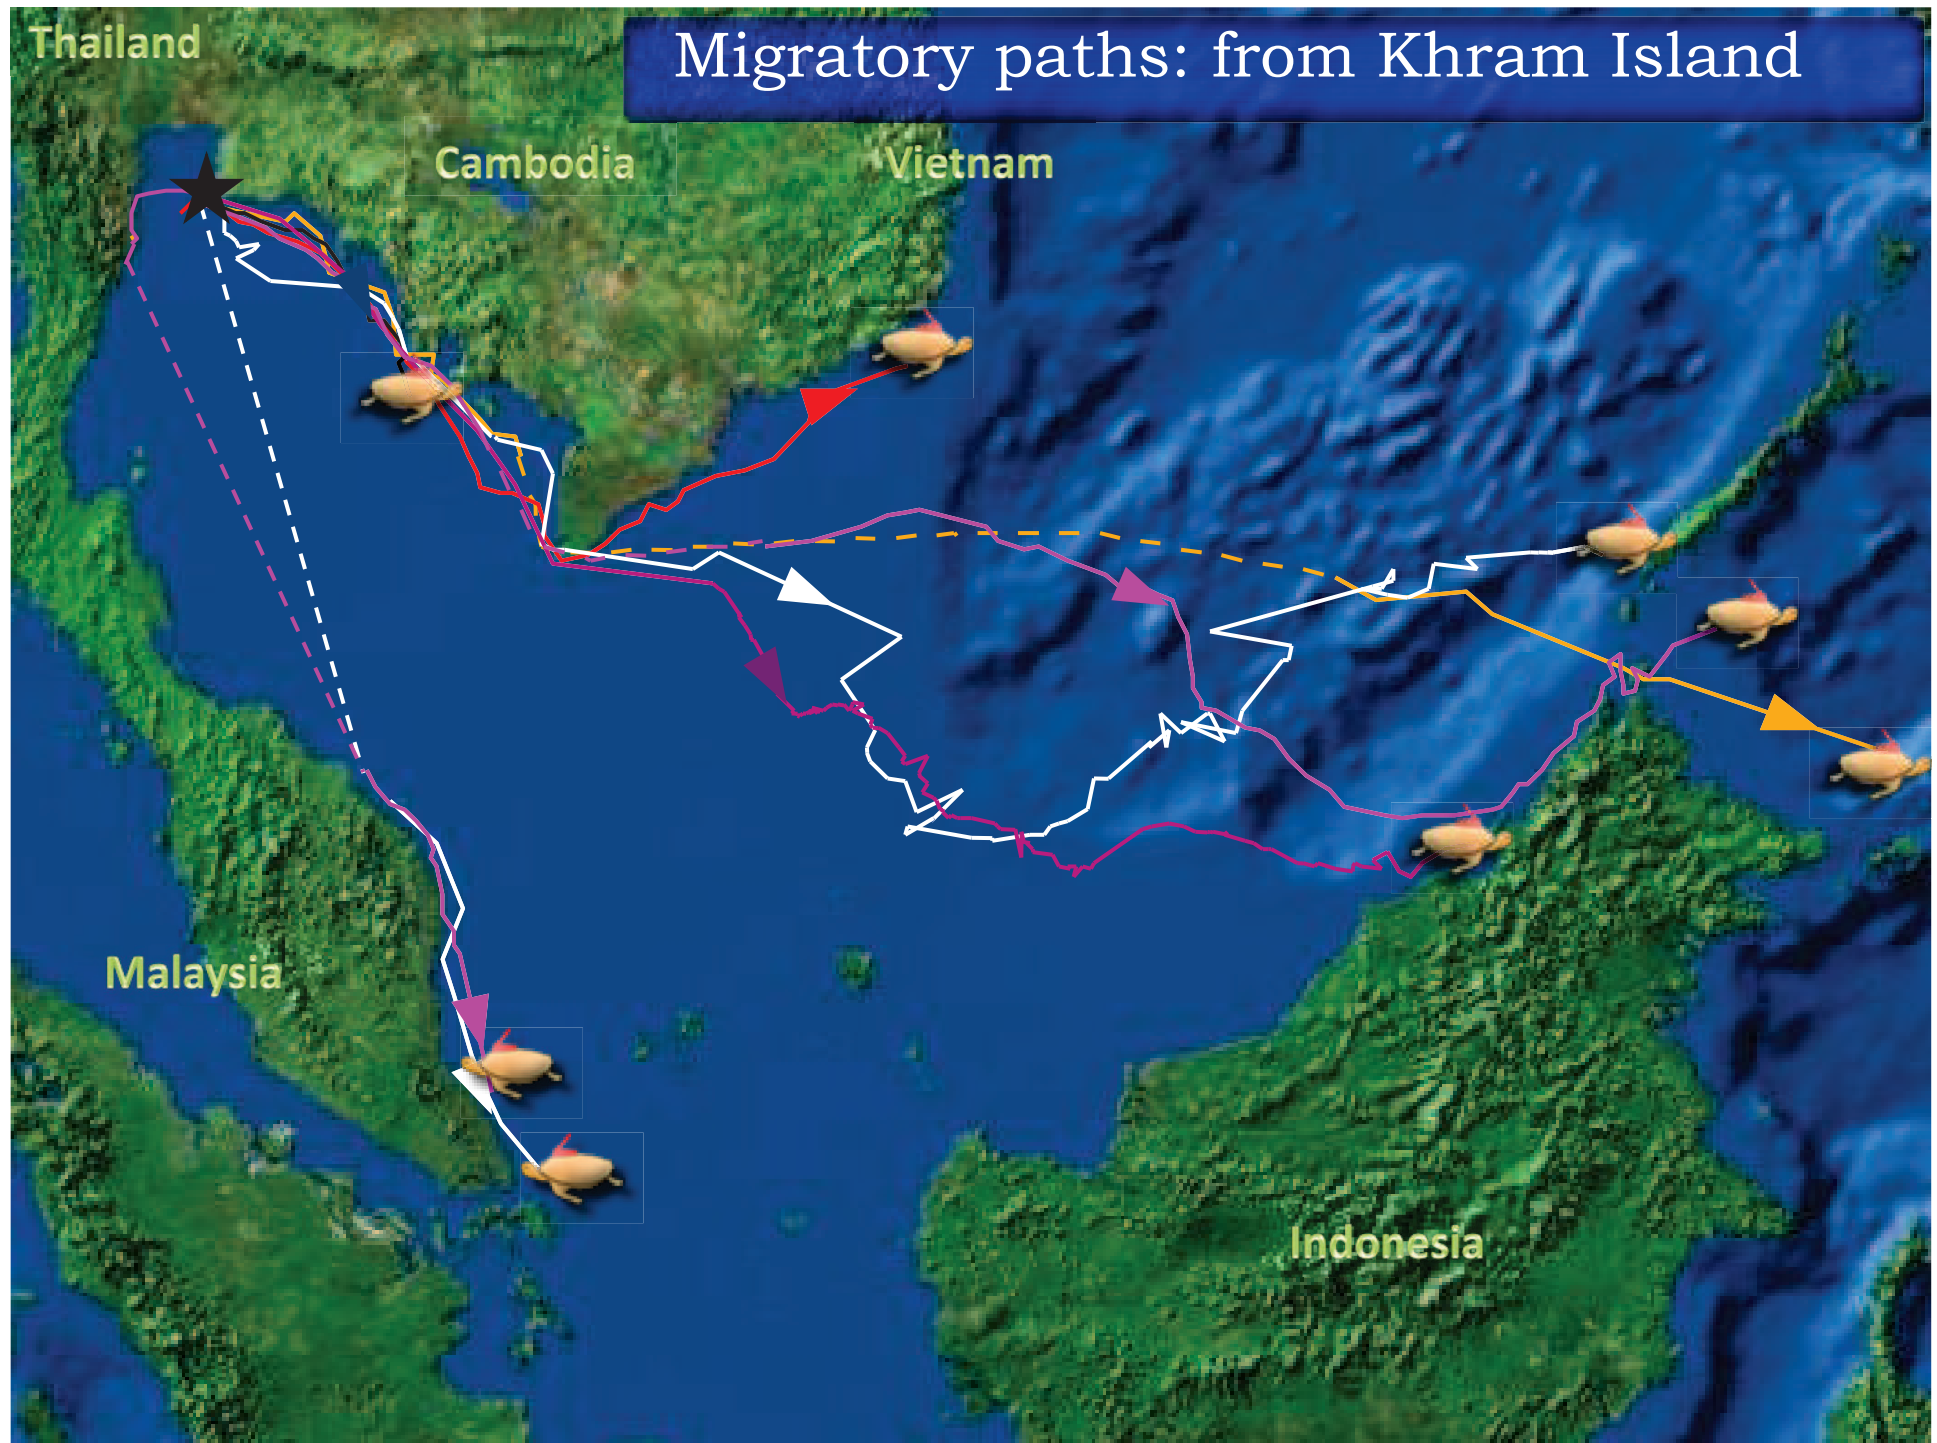 Thailand
Migratory paths: from Khram Island
Cambodia
Vietnam
Malaysia
Indonesia